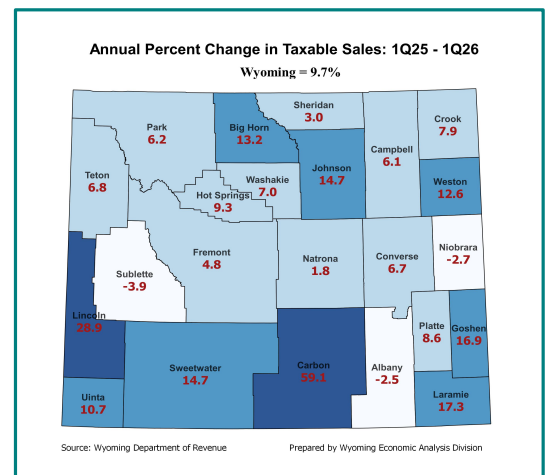 Annual Percent Change in Taxable Sales: 1Q25 - 1Q26
Wyoming = 9.7%
Sheridan
3.0
Park
6.2
Big Horn
13.2
Crook
7.9
Campbell
6.1
Teton
6.8
Washakie
7.0
Johnson
14.7
Weston
12.6
Hot Springs
9.3
Sublette
-3.9
Fremont
4.8
Natrona
1.8
Converse
6.7
Niobrara
-2.7
Lincoln
28.9
Platte
8.6
Goshen
16.9
Sweetwater
14.7
Carbon
59.1
Albany
-2.5
Uinta
10.7
Laramie
17.3
Source: Wyoming Department of Revenue
Prepared by Wyoming Economic Analysis Division